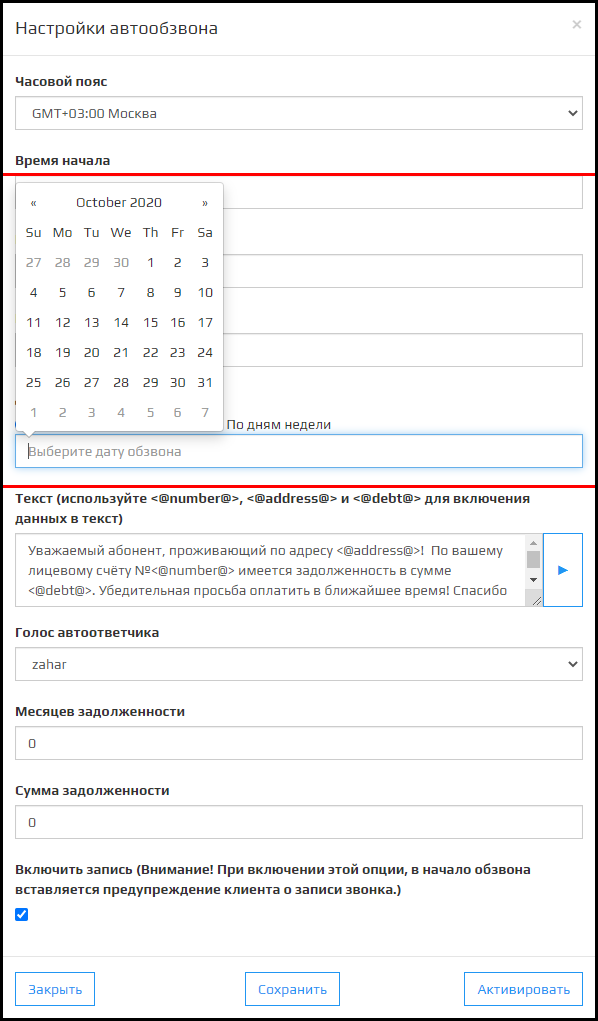 Настройки автообзвона ×
Часовой пояс
GMT+03:00 Москва
Время начала
« October 2020 »
Su Mo Tu We Th Fr Sa
27 28 29 30 1 2 3
4 5 6 7 8 9 10
11 12 13 14 15 16 17
18 19 20 21 22 23 24
25 26 27 28 29 30 31
1 2 3 4 5 6 7
По дням недели
Выберите дату обзвона
Текст (используйте <@number@>, <@address@> и <@debt@> для включения
данных в текст)
Уважаемый абонент, проживающий по адресу <@address@>! По вашему
лицевому счёту №<@number@> имеется задолженность в сумме
<@debt@>. Убедительная просьба оплатить в ближайшее время! Спасибо
Голос автоответчика
zahar
Месяцев задолженности
0
Сумма задолженности
0
Включить запись (Внимание! При включении этой опции, в начало обзвона
вставляется предупреждение клиента о записи звонка.)
Закрыть Сохранить Активировать